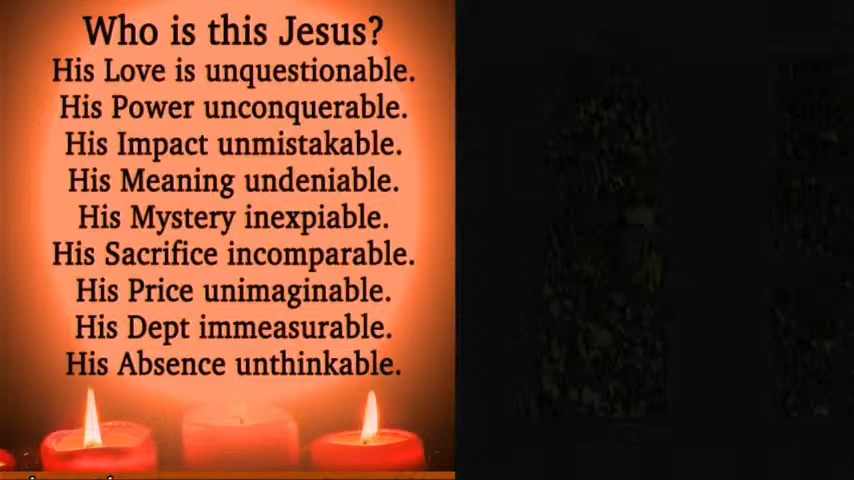 Who is this Jesus?
His Love is unquestionable.
His Power unconquerable.
His Impact unmistakable.
His Meaning undeniable.
His Mystery inexpiable.
His Sacrifice incomparable.
His Price unimaginable.
His Dept immeasurable.
His Absence unthinkable.